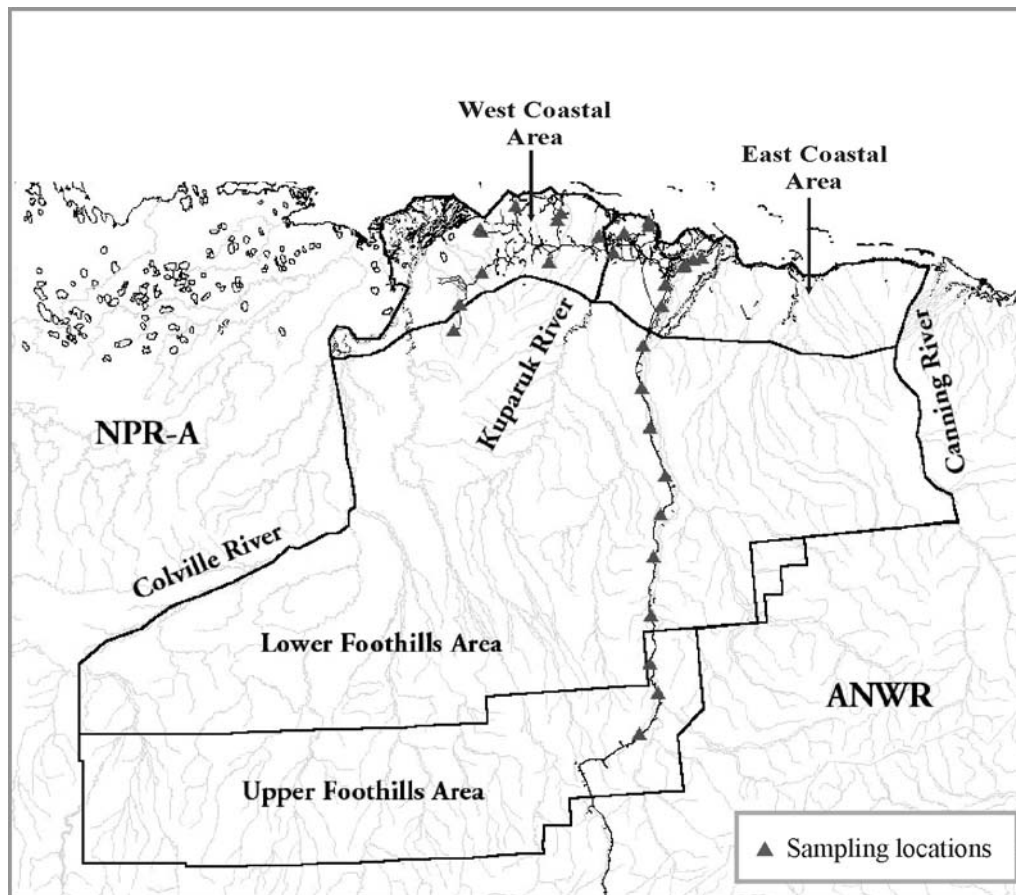 West Coastal
Area
East Coastal
Area
Kuparuk River
Canning River
NPR-A
Colville River
Lower Foothills Area
ANWR
Upper Foothills Area
Sampling locations